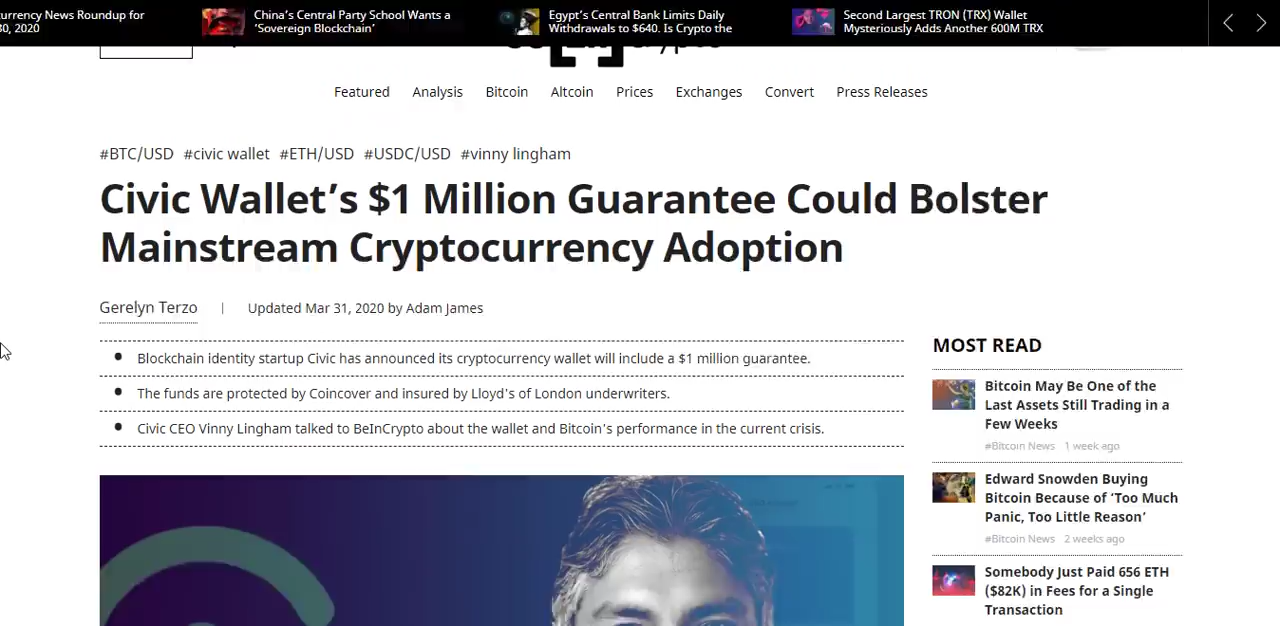 urrency News Roundup for
30, 2020
China's Central Party School Wants a
'Sovereign Blockchain'
Egypt's Central Bank Limits Daily
Withdrawals to $640. Is Crypto the
Second Largest TRON (TRX) Wallet
Mysteriously Adds Another 600M TRX
Featured Analysis Bitcoin Altcoin Prices Exchanges Convert Press Releases
#BTC/USD #civic wallet #ETH/USD #USDC/USD #vinny lingham
Civic Wallet's $1 Million Guarantee Could Bolster
Mainstream Cryptocurrency Adoption
Gerelyn Terzo | Updated Mar 31, 2020 by Adam James
Blockchain identity startup Civic has announced its cryptocurrency wallet will include a $1 million guarantee.
The funds are protected by Coincover and insured by Lloyd's of London underwriters.
Civic CEO Vinny Lingham talked to BeInCrypto about the wallet and Bitcoin's performance in the current crisis.
MOST READ
Bitcoin May Be One of the
Last Assets Still Trading in a
Few Weeks
#Bitcoin News 1 week ago
Edward Snowden Buying
Bitcoin Because of 'Too Much
Panic, Too Little Reason'
#Bitcoin News 2 weeks ago
Somebody Just Paid 656 ETH
($82K) in Fees for a Single
Transaction